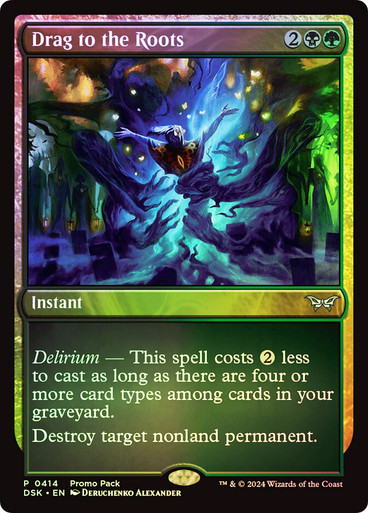 Drag to the Roots 2
Instant
Delirium — This spell costs 2 less
to cast as long as there are four or
more card types among cards in your
graveyard.
Destroy target nonland permanent.
P 0414 Promo Pack
DSK • EN Deruchenko Alexander
™ & © 2024 Wizards of the Coast